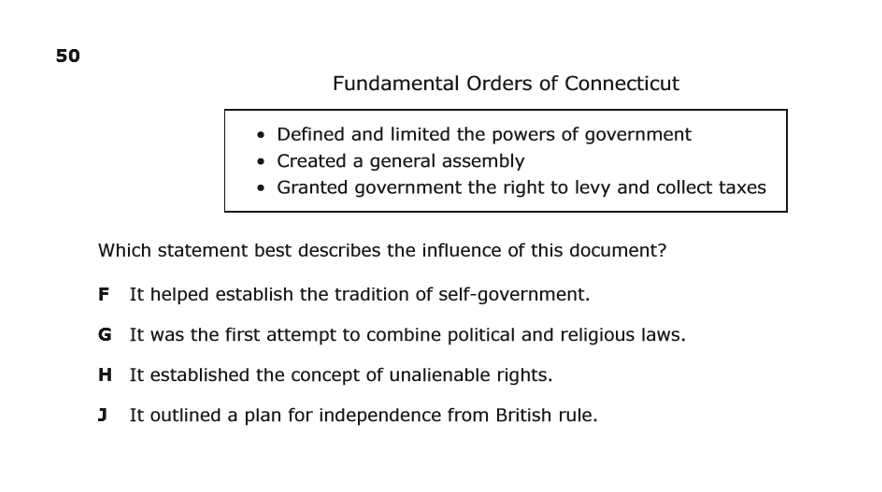 50
Fundamental Orders of Connecticut
• Defined and limited the powers of government
• Created a general assembly
• Granted government the right to levy and collect taxes
Which statement best describes the influence of this document?
F It helped establish the tradition of self-government.
G It was the first attempt to combine political and religious laws.
H It established the concept of unalienable rights.
J It outlined a plan for independence from British rule.